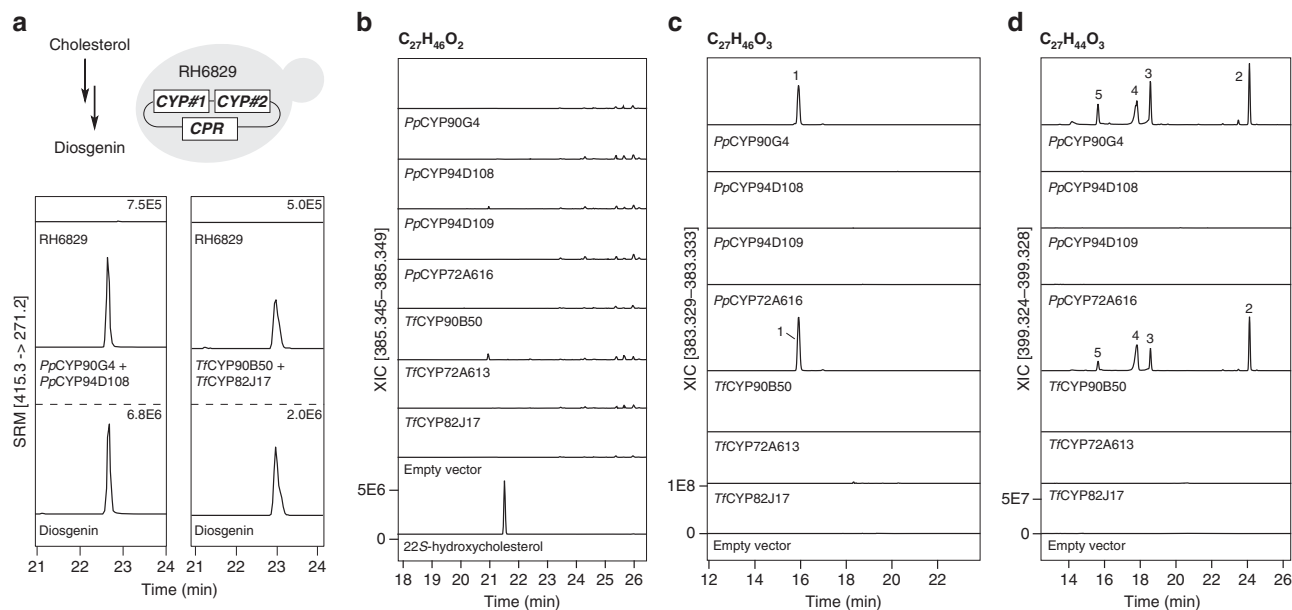 a
Cholesterol
Diosgenin
RH6829
CYP#1
CYP#2
CPR
SRM [415.3 -> 271.2]
7.5E5
RH6829
PpCYP90G4 +
PpCYP94D108
6.8E6
Diosgenin
21 22 23 24
5.0E5
RH6829
TfCYP90B50 +
TfCYP82J17
2.0E6
Diosgenin
21 22 23 24
Time (min)
b
C27H46O2
XIC [385.345–385.349]
PpCYP90G4
PpCYP94D108
PpCYP94D109
PpCYP72A616
TfCYP90B50
TfCYP72A613
TfCYP82J17
Empty vector
5E6
0
22S-hydroxycholesterol
18 19 20 21 22 23 24 25 26
Time (min)
c
C27H46O3
XIC [383.329–383.333]
1
PpCYP90G4
PpCYP94D108
PpCYP94D109
PpCYP72A616
1
TfCYP90B50
TfCYP72A613
1E8
TfCYP82J17
0
Empty vector
12 14 16 18 20 22
Time (min)
d
C27H44O3
XIC [399.324–399.328]
5 4 3 2
PpCYP90G4
PpCYP94D108
PpCYP94D109
PpCYP72A616
5 4 3 2
TfCYP90B50
TfCYP72A613
5E7
TfCYP82J17
0
Empty vector
14 16 18 20 22 24 26
Time (min)